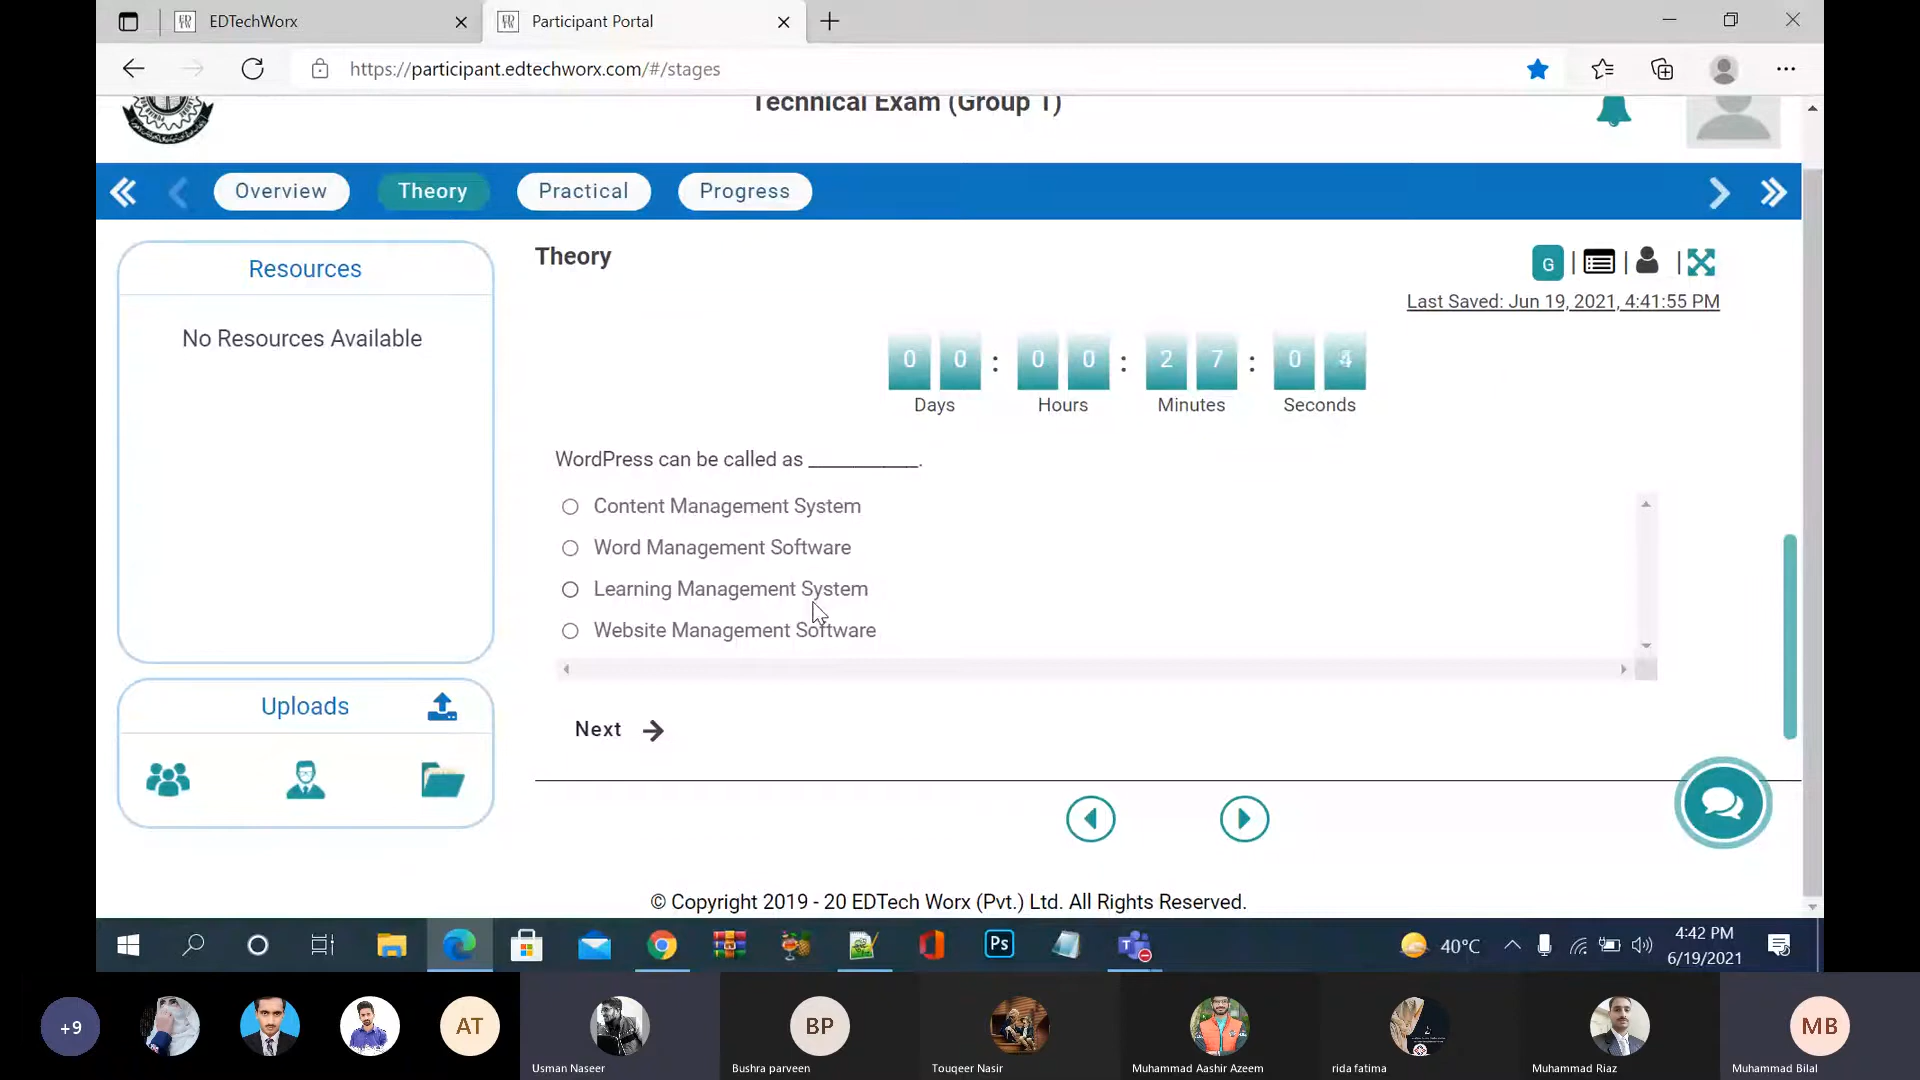 EDTechWorx
Participant Portal
https://participant.edtechworx.com/#/stages
Technical Exam (Group 1)
Overview
Theory
Practical
Progress
Resources
No Resources Available
Theory
G
Last Saved: Jun 19, 2021, 4:41:55 PM
0 0 : 0 0 : 2 7 : 0 4
Days Hours Minutes Seconds
WordPress can be called as ___________.
Content Management System
Word Management Software
Learning Management System
Website Management Software
Uploads
Next
© Copyright 2019 - 20 EDTech Worx (Pvt.) Ltd. All Rights Reserved.
Ps
40°C
4:42 PM
6/19/2021
+9
AT
BP
MB
Usman Naseer
Bushra parveen
Touqeer Nasir
Muhammad Aashir Azeem
rida fatima
Muhammad Riaz
Muhammad Bilal